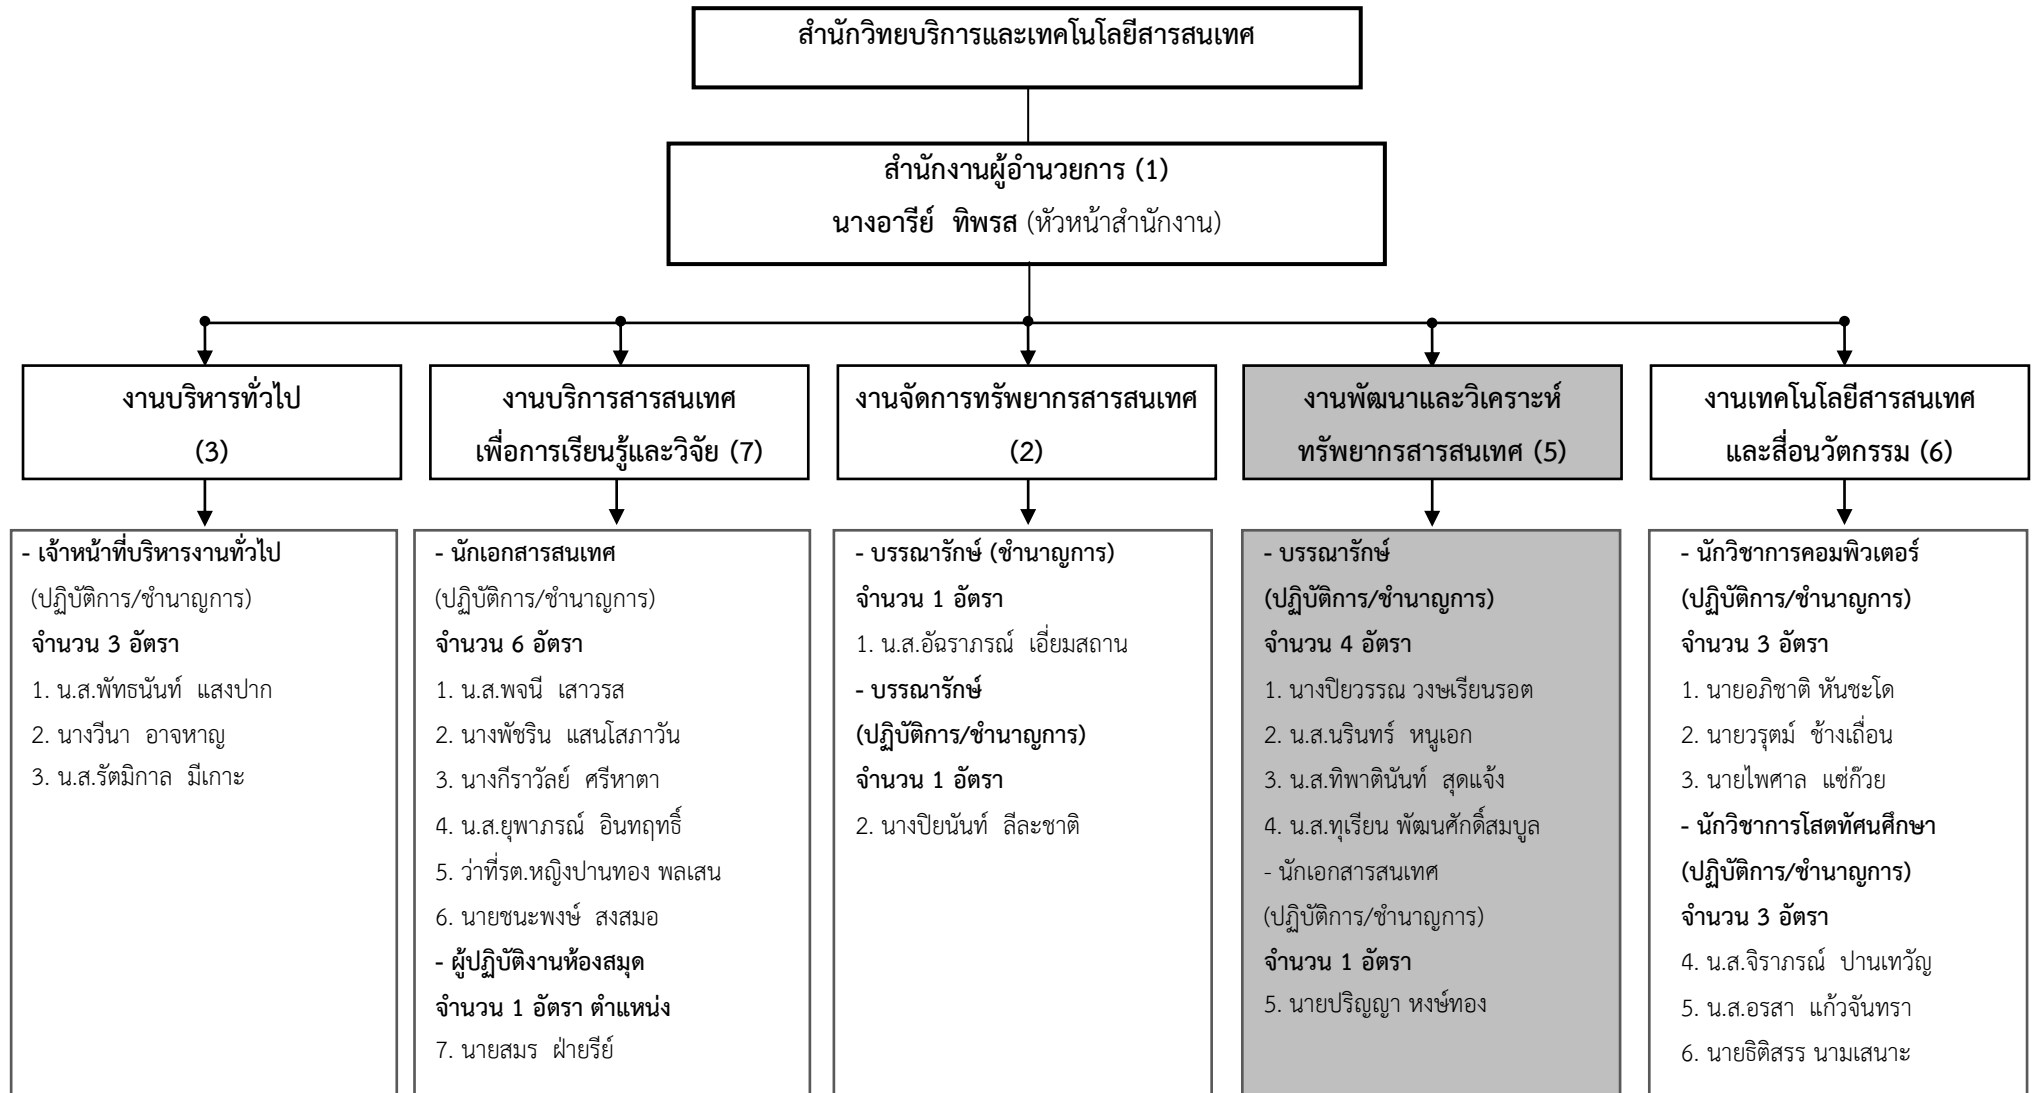 สำนักวิทยบริการและเทคโนโลยีสารสนเทศ
สำนักงานผู้อำนวยการ (1)
นางอารีย์ ทิพรส (หัวหน้าสำนักงาน)
งานบริหารทั่วไป
(3)
งานบริการสารสนเทศ
เพื่อการเรียนรู้และวิจัย (7)
งานจัดการทรัพยากรสารสนเทศ
(2)
งานพัฒนาและวิเคราะห์
ทรัพยากรสารสนเทศ (5)
งานเทคโนโลยีสารสนเทศ
และสื่อนวัตกรรม (6)
- เจ้าหน้าที่บริหารงานทั่วไป
(ปฏิบัติการ/ชำนาญการ)
จำนวน 3 อัตรา
1. น.ส.พัทธนันท์ แสงปาก
2. นางวีนา อาจหาญ
3. น.ส.รัตมิกาล มีเกาะ
- นักเอกสารสนเทศ
(ปฏิบัติการ/ชำนาญการ)
จำนวน 6 อัตรา
1. น.ส.พจนี เสาวรส
2. นางพัชริน แสนโสภาวัน
3. นางกีราวัลย์ ศรีหาตา
4. น.ส.ยุพาภรณ์ อินทฤทธิ์
5. ว่าที่รต.หญิงปานทอง พลเสน
6. นายชนะพงษ์ สงสมอ
- ผู้ปฏิบัติงานห้องสมุด
จำนวน 1 อัตรา ตำแหน่ง
7. นายสมร ฝ่ายรีย์
- บรรณารักษ์ (ชำนาญการ)
จำนวน 1 อัตรา
1. น.ส.อัฉราภรณ์ เอี่ยมสถาน
- บรรณารักษ์
(ปฏิบัติการ/ชำนาญการ)
จำนวน 1 อัตรา
2. นางปิยนันท์ ลีละชาติ
- บรรณารักษ์
(ปฏิบัติการ/ชำนาญการ)
จำนวน 4 อัตรา
1. นางปิยวรรณ วงษเรียนรอต
2. น.ส.นรินทร์ หนูเอก
3. น.ส.ทิพาตินันท์ สุดแจ้ง
4. น.ส.ทุเรียน พัฒนศักดิ์สมบูล
- นักเอกสารสนเทศ
(ปฏิบัติการ/ชำนาญการ)
จำนวน 1 อัตรา
5. นายปริญญา หงษ์ทอง
- นักวิชาการคอมพิวเตอร์
(ปฏิบัติการ/ชำนาญการ)
จำนวน 3 อัตรา
1. นายอภิชาติ หันชะโด
2. นายวรุตม์ ช้างเถื่อน
3. นายไพศาล แซ่ก๊วย
- นักวิชาการโสตทัศนศึกษา
(ปฏิบัติการ/ชำนาญการ)
จำนวน 3 อัตรา
4. น.ส.จิราภรณ์ ปานเทวัญ
5. น.ส.อรสา แก้วจันทรา
6. นายธิติสรร นามเสนาะ